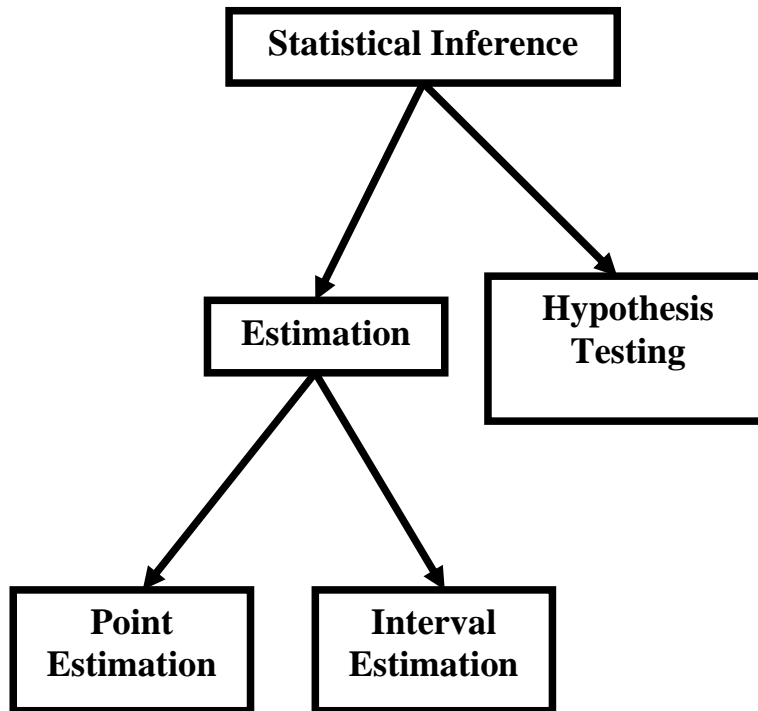 Statistical Inference
Estimation
Hypothesis
Testing
Point
Estimation
Interval
Estimation